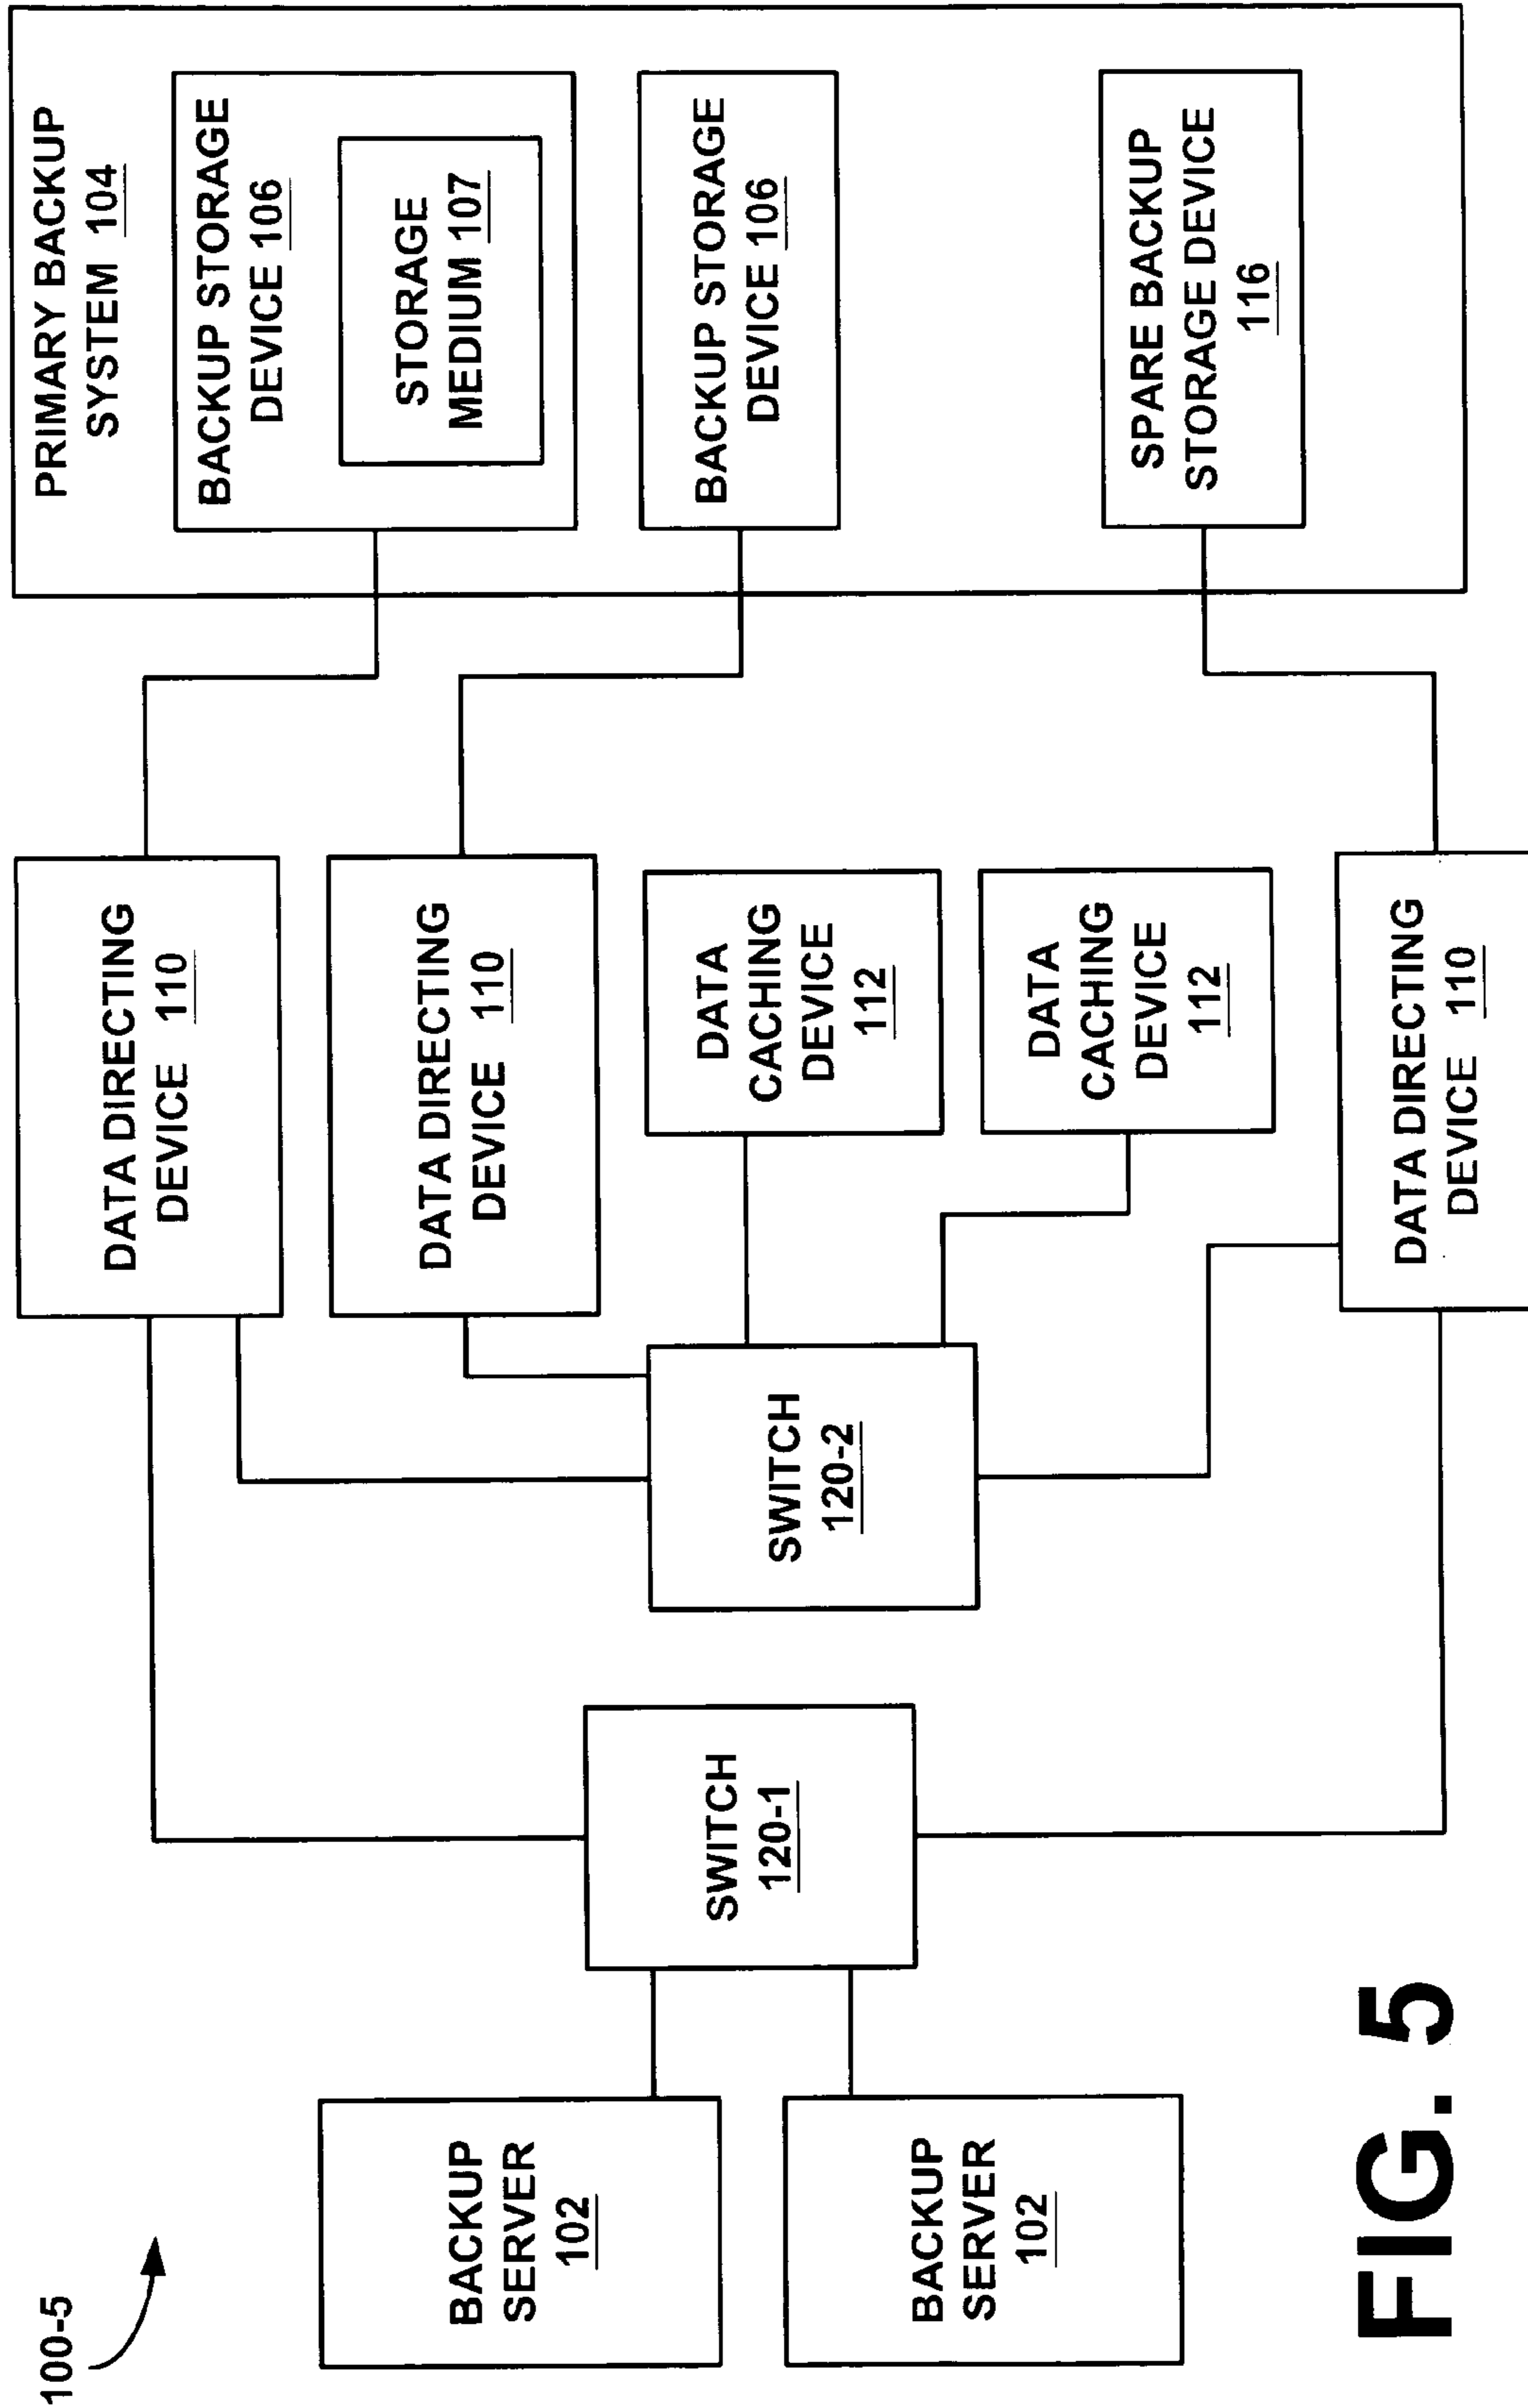 100-5
BACKUP
SERVER
102
BACKUP
SERVER
102
SWITCH
120-1
SWITCH
120-2
DATA DIRECTING
DEVICE 110
DATA DIRECTING
DEVICE 110
DATA
CACHING
DEVICE
112
DATA
CACHING
DEVICE
112
DATA DIRECTING
DEVICE 110
PRIMARY BACKUP
SYSTEM 104
BACKUP STORAGE
DEVICE 106
STORAGE
MEDIUM 107
BACKUP STORAGE
DEVICE 106
SPARE BACKUP
STORAGE DEVICE
116
FIG. 5